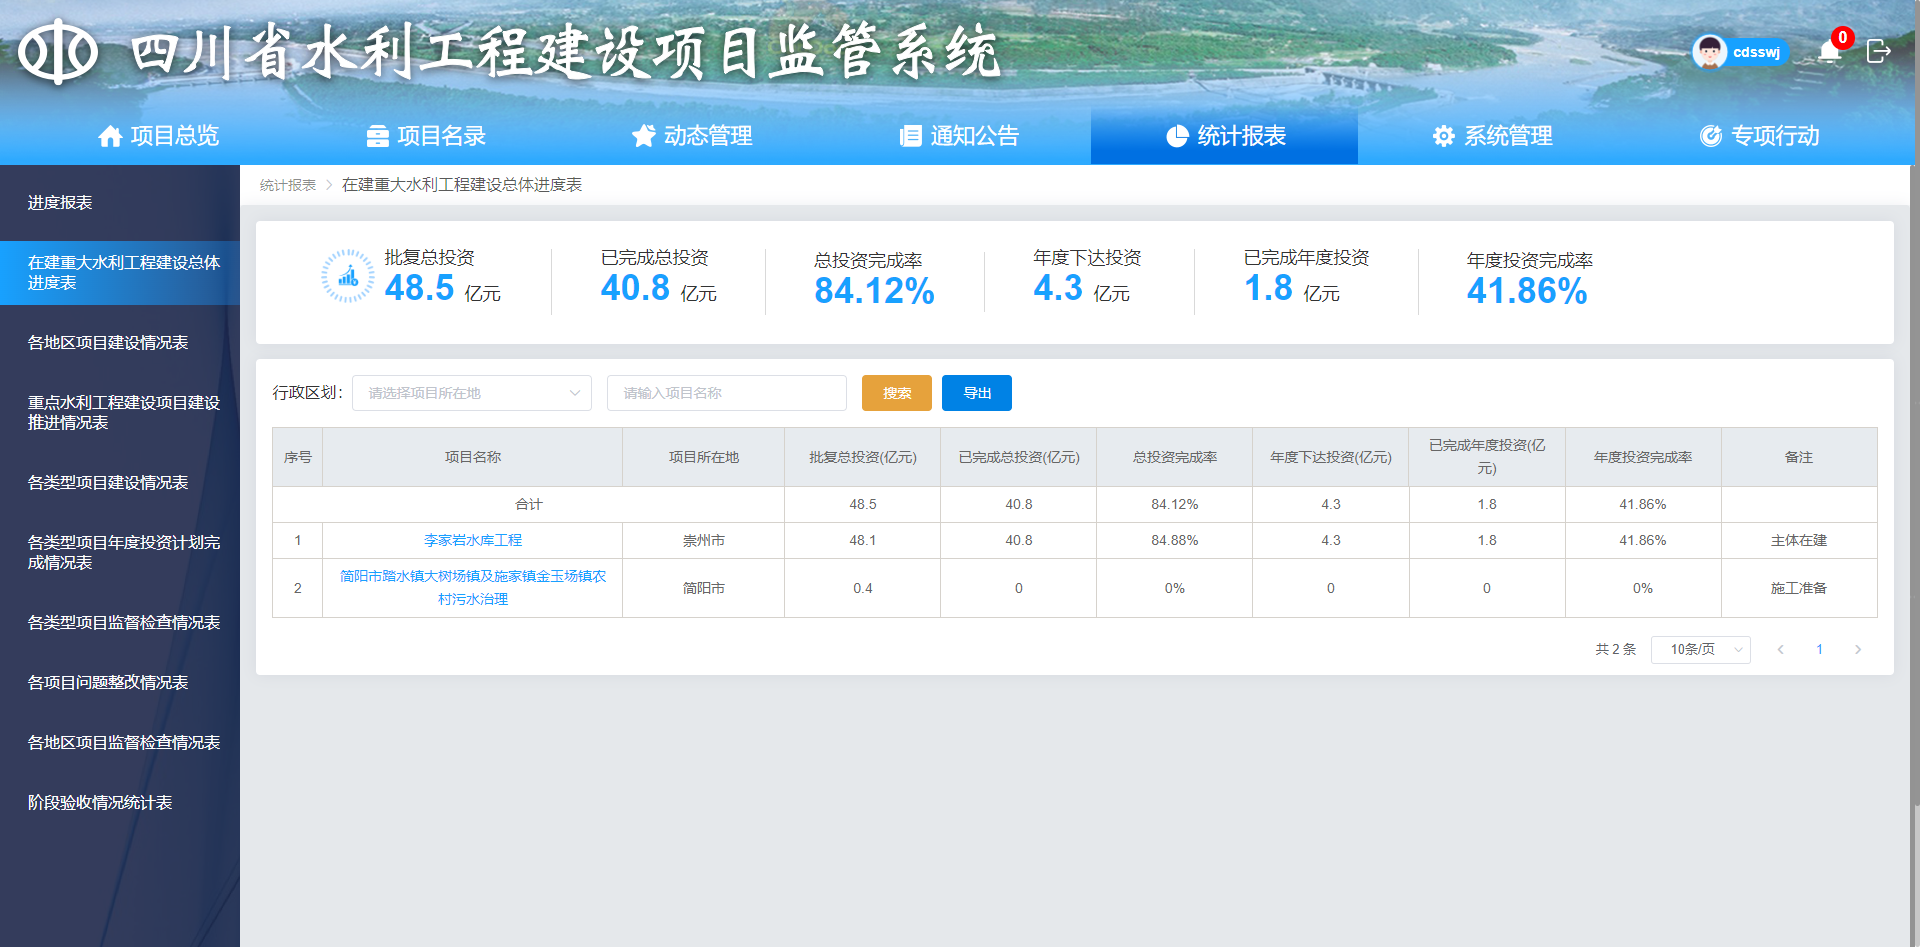 四川省水利工程建设项目监管系统
cdsswj
0
项目总览
项目名录
动态管理
通知公告
统计报表
系统管理
专项行动
进度报表
在建重大水利工程建设总体
进度表
各地区项目建设情况表
重点水利工程建设项目建设
推进情况表
各类型项目建设情况表
各类型项目年度投资计划完
成情况表
各类型项目监督检查情况表
各项目问题整改情况表
各地区项目监督检查情况表
阶段验收情况统计表
统计报表 > 在建重大水利工程建设总体进度表
批复总投资
48.5 亿元
已完成总投资
40.8 亿元
总投资完成率
84.12%
年度下达投资
4.3 亿元
已完成年度投资
1.8 亿元
年度投资完成率
41.86%
行政区划： 请选择项目所在地 请输入项目名称 搜索 导出
序号 项目名称 项目所在地 批复总投资(亿元) 已完成总投资(亿元) 总投资完成率 年度下达投资(亿元) 已完成年度投资(亿
元) 年度投资完成率 备注
合计 48.5 40.8 84.12% 4.3 1.8 41.86%
1 李家岩水库工程 崇州市 48.1 40.8 84.88% 4.3 1.8 41.86% 主体在建
2 简阳市踏水镇大树场镇及施家镇金玉场镇农
村污水治理 简阳市 0.4 0 0% 0 0 0% 施工准备
共 2 条 10条/页 < 1 >